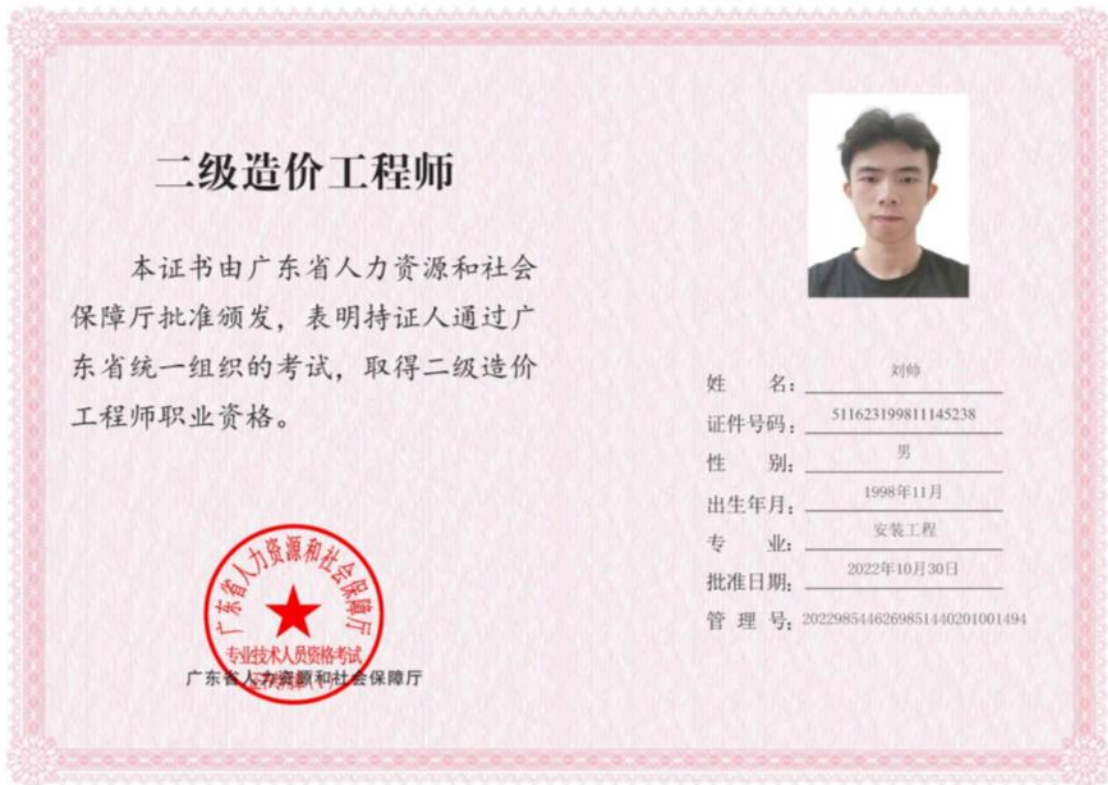 二级造价工程师
本证书由广东省人力资源和社会
保障厅批准颁发，表明持证人通过广
东省统一组织的考试，取得二级造价
工程师职业资格。
姓 名：刘帅
证件号码：511623199811145238
性 别：男
出生年月：1998年11月
专 业：安装工程
批准日期：2022年10月30日
管 理 号：2022985446269851440201001494
广东省人力资源和社会保障厅
专业技术人员资格考试
广东省人力资源和社会保障厅